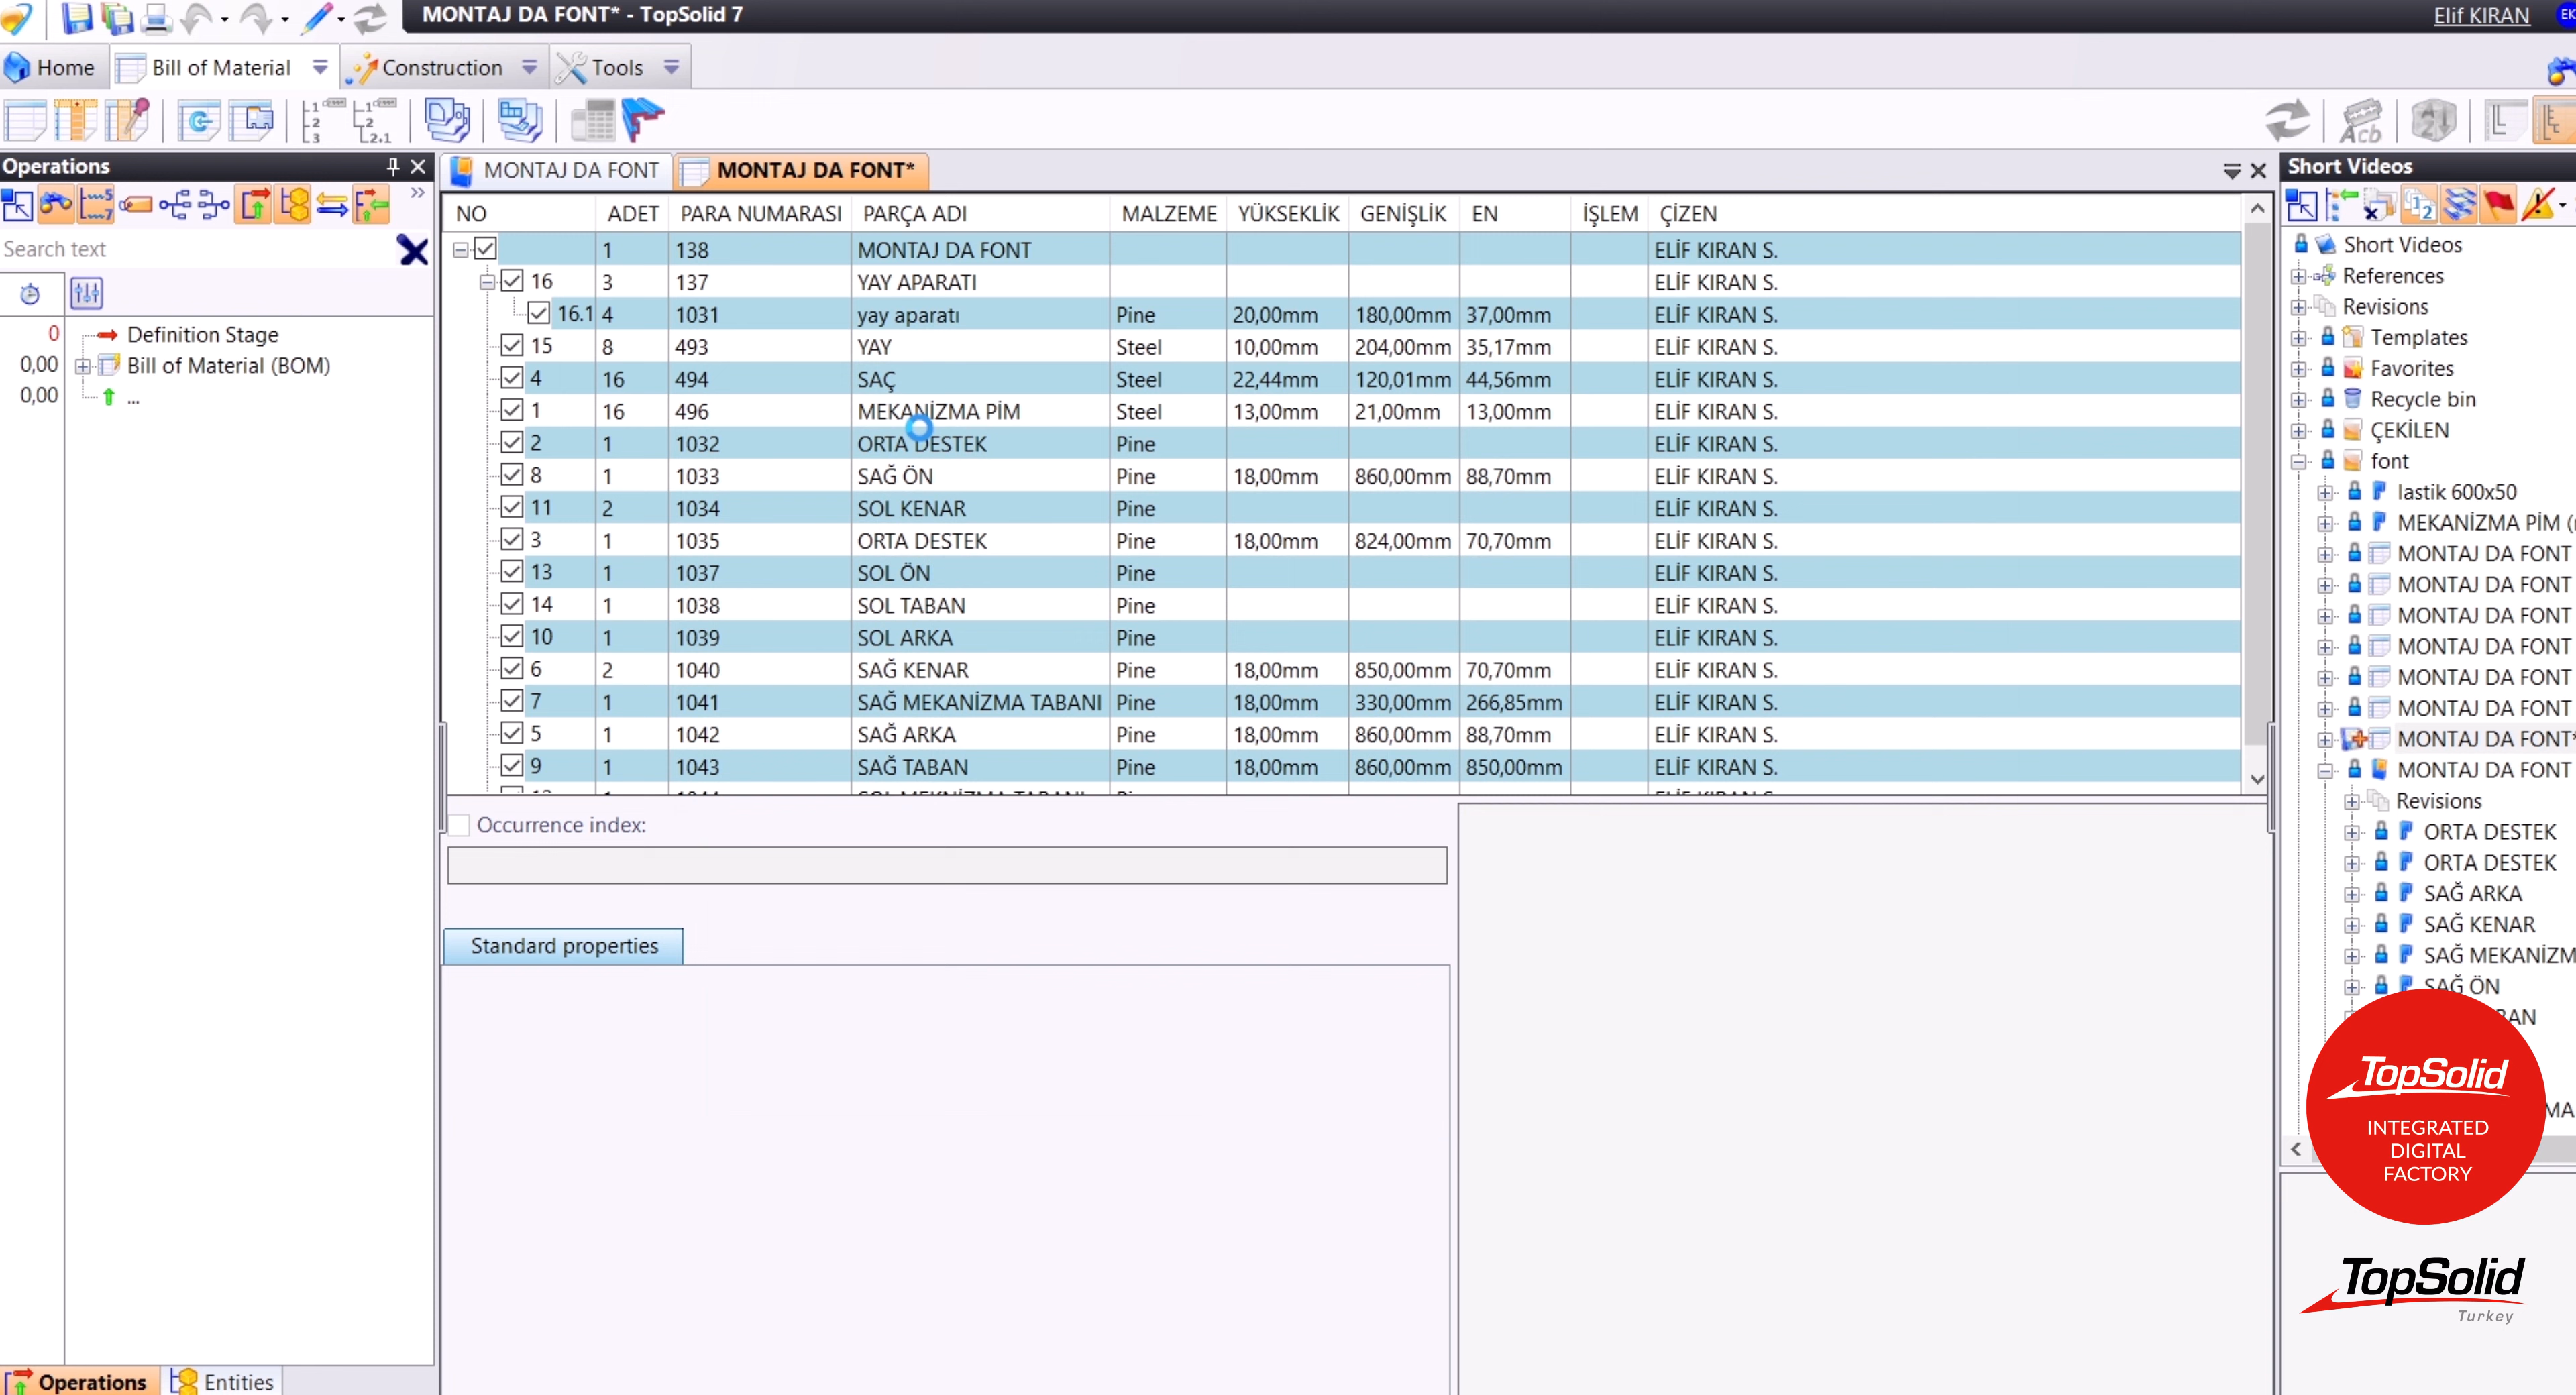 MONTAJ DA FONT* - TopSolid 7
Elif KIRAN
EK
Home
Bill of Material
Construction
Tools
Operations
Search text
0
Definition Stage
0,00
Bill of Material (BOM)
0,00
...
MONTAJ DA FONT
MONTAJ DA FONT*
NO ADET PARA NUMARASI PARÇA ADI MALZEME YÜKSEKLİK GENİŞLİK EN İŞLEM ÇİZEN
1 138 MONTAJ DA FONT ELİF KIRAN S.
16 3 137 YAY APARATI ELİF KIRAN S.
16.1 4 1031 yay aparatı Pine 20,00mm 180,00mm 37,00mm ELİF KIRAN S.
15 8 493 YAY Steel 10,00mm 204,00mm 35,17mm ELİF KIRAN S.
4 16 494 SAÇ Steel 22,44mm 120,01mm 44,56mm ELİF KIRAN S.
1 16 496 MEKANİZMA PİM Steel 13,00mm 21,00mm 13,00mm ELİF KIRAN S.
2 1 1032 ORTA DESTEK Pine ELİF KIRAN S.
8 1 1033 SAĞ ÖN Pine 18,00mm 860,00mm 88,70mm ELİF KIRAN S.
11 2 1034 SOL KENAR Pine ELİF KIRAN S.
3 1 1035 ORTA DESTEK Pine 18,00mm 824,00mm 70,70mm ELİF KIRAN S.
13 1 1037 SOL ÖN Pine ELİF KIRAN S.
14 1 1038 SOL TABAN Pine ELİF KIRAN S.
10 1 1039 SOL ARKA Pine ELİF KIRAN S.
6 2 1040 SAĞ KENAR Pine 18,00mm 850,00mm 70,70mm ELİF KIRAN S.
7 1 1041 SAĞ MEKANİZMA TABANI Pine 18,00mm 330,00mm 266,85mm ELİF KIRAN S.
5 1 1042 SAĞ ARKA Pine 18,00mm 860,00mm 88,70mm ELİF KIRAN S.
9 1 1043 SAĞ TABAN Pine 18,00mm 860,00mm 850,00mm ELİF KIRAN S.
Occurrence index:
Standard properties
Operations
Entities
Short Videos
Short Videos
References
Revisions
Templates
Favorites
Recycle bin
ÇEKİLEN
font
lastik 600x50
MEKANİZMA PİM (
MONTAJ DA FONT
MONTAJ DA FONT
MONTAJ DA FONT
MONTAJ DA FONT
MONTAJ DA FONT
MONTAJ DA FONT
MONTAJ DA FONT*
MONTAJ DA FONT
Revisions
ORTA DESTEK
ORTA DESTEK
SAĞ ARKA
SAĞ KENAR
SAĞ MEKANİZM
SAĞ ÖN
TopSolid
INTEGRATED
DIGITAL
FACTORY
TopSolid
Turkey